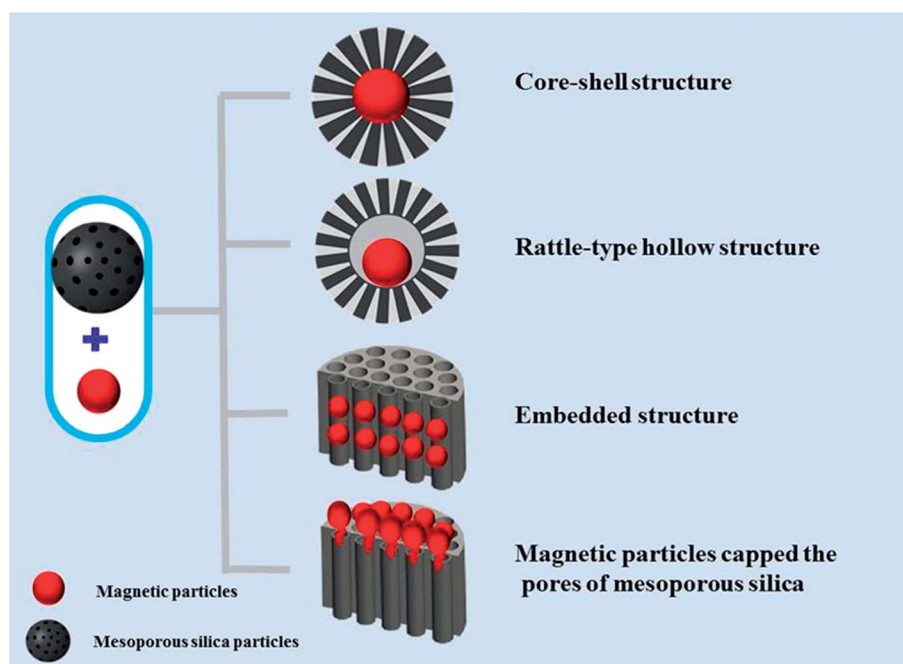 Core-shell structure
Rattle-type hollow structure
Embedded structure
Magnetic particles capped the
pores of mesoporous silica
Magnetic particles
Mesoporous silica particles